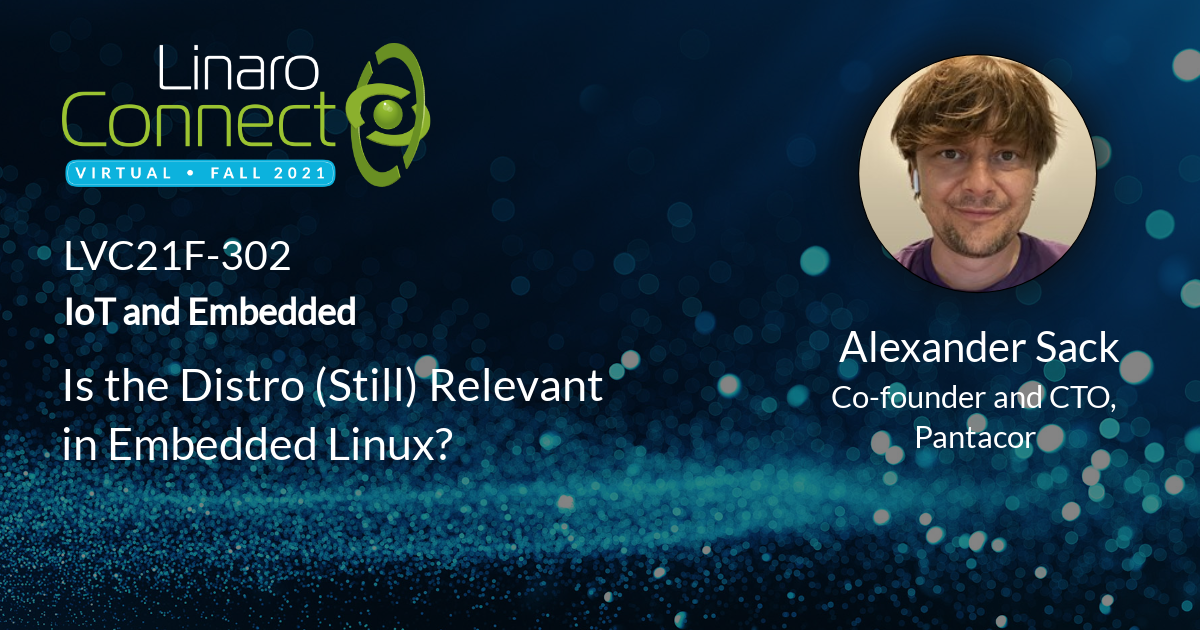 Linaro
Connect
VIRTUAL • FALL 2021
LVC21F-302
IoT and Embedded
Is the Distro (Still) Relevant
in Embedded Linux?
Alexander Sack
Co-founder and CTO,
Pantacor